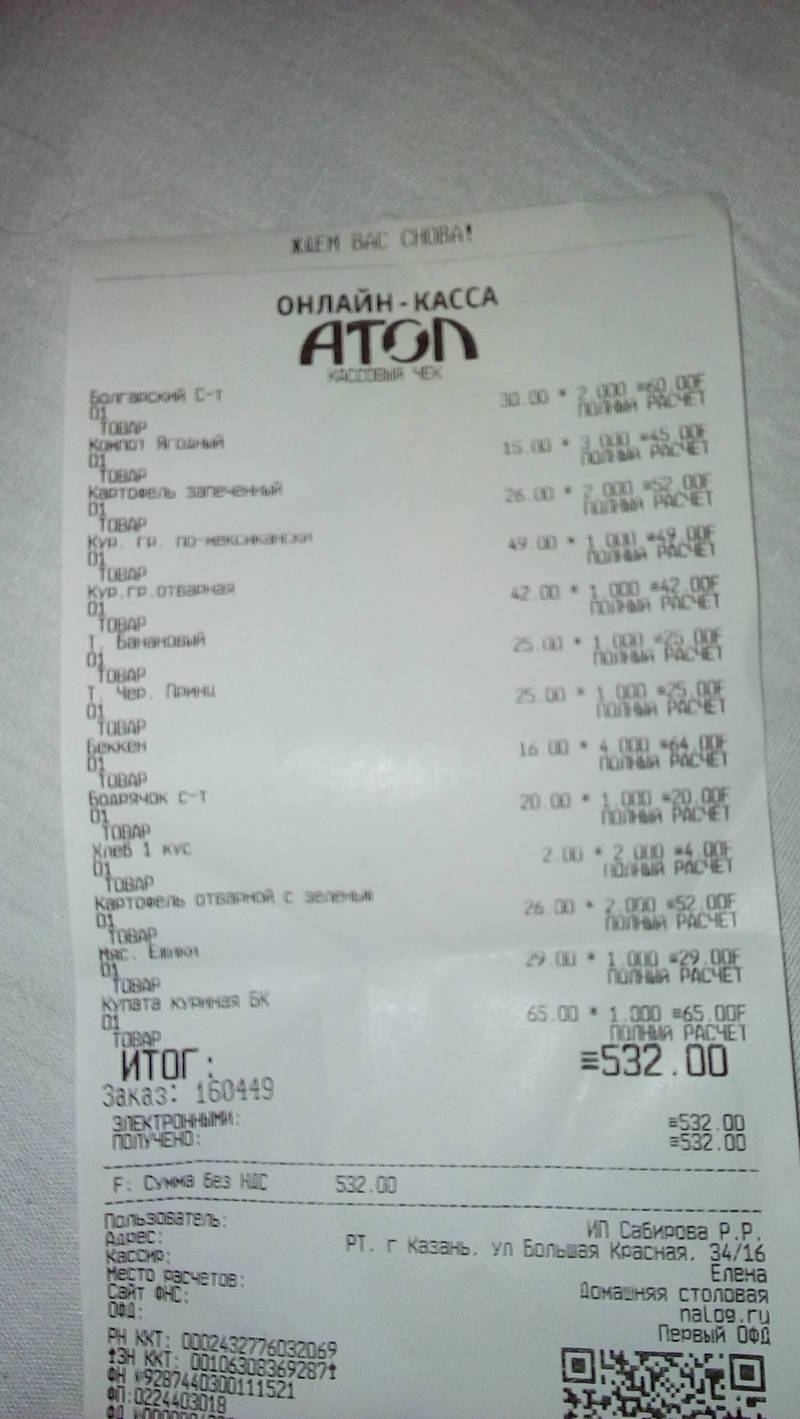 ЖДЕМ ВАС СНОВА!
ОНЛАЙН-КАССА
АТОЛ
КАССОВЫЙ ЧЕК
Болгарский С-т 30.00 * 2.000 ≡60.00F
01 ПОЛНЫЙ РАСЧЕТ
ТОВАР
Компот Ягодный 15.00 * 3.000 ≡45.00F
01 ПОЛНЫЙ РАСЧЕТ
ТОВАР
Картофель запеченный 26.00 * 2.000 ≡52.00F
01 ПОЛНЫЙ РАСЧЕТ
ТОВАР
Кур. гр. по-мексикански 49.00 * 1.000 ≡49.00F
01 ПОЛНЫЙ РАСЧЕТ
ТОВАР
Кур.гр.отварная 42.00 * 1.000 ≡42.00F
01 ПОЛНЫЙ РАСЧЕТ
ТОВАР
Т. Банановый 25.00 * 1.000 ≡25.00F
01 ПОЛНЫЙ РАСЧЕТ
ТОВАР
Т. Чер. Принц 25.00 * 1.000 ≡25.00F
01 ПОЛНЫЙ РАСЧЕТ
ТОВАР
Беккен 16.00 * 4.000 ≡64.00F
01 ПОЛНЫЙ РАСЧЕТ
ТОВАР
Бодрячок С-т 20.00 * 1.000 ≡20.00F
01 ПОЛНЫЙ РАСЧЕТ
ТОВАР
Хлеб 1 кус 2.00 * 2.000 ≡4.00F
01 ПОЛНЫЙ РАСЧЕТ
ТОВАР
Картофель отварной с зеленью 26.00 * 2.000 ≡52.00F
01 ПОЛНЫЙ РАСЧЕТ
ТОВАР
Мяс. Ежики 29.00 * 1.000 ≡29.00F
01 ПОЛНЫЙ РАСЧЕТ
ТОВАР
Купата куриная БК 65.00 * 1.000 ≡65.00F
01 ПОЛНЫЙ РАСЧЕТ
ТОВАР
ИТОГ: ≡532.00
Заказ: 160449
ЭЛЕКТРОННЫМИ: ≡532.00
ПОЛУЧЕНО: ≡532.00
F: Сумма без НДС 532.00
Пользователь: ИП Сабирова Р.Р.
Адрес: РТ. г Казань. ул Большая Красная. 34/16
Кассир: Елена
Место расчетов: Домашняя столовая
Сайт ФНС: nalog.ru
ОФД: Первый ОФД
РН ККТ: 0002432776032069
ЗН ККТ: 00106308369287
ФН №9287440300111521
ФП:0224403018